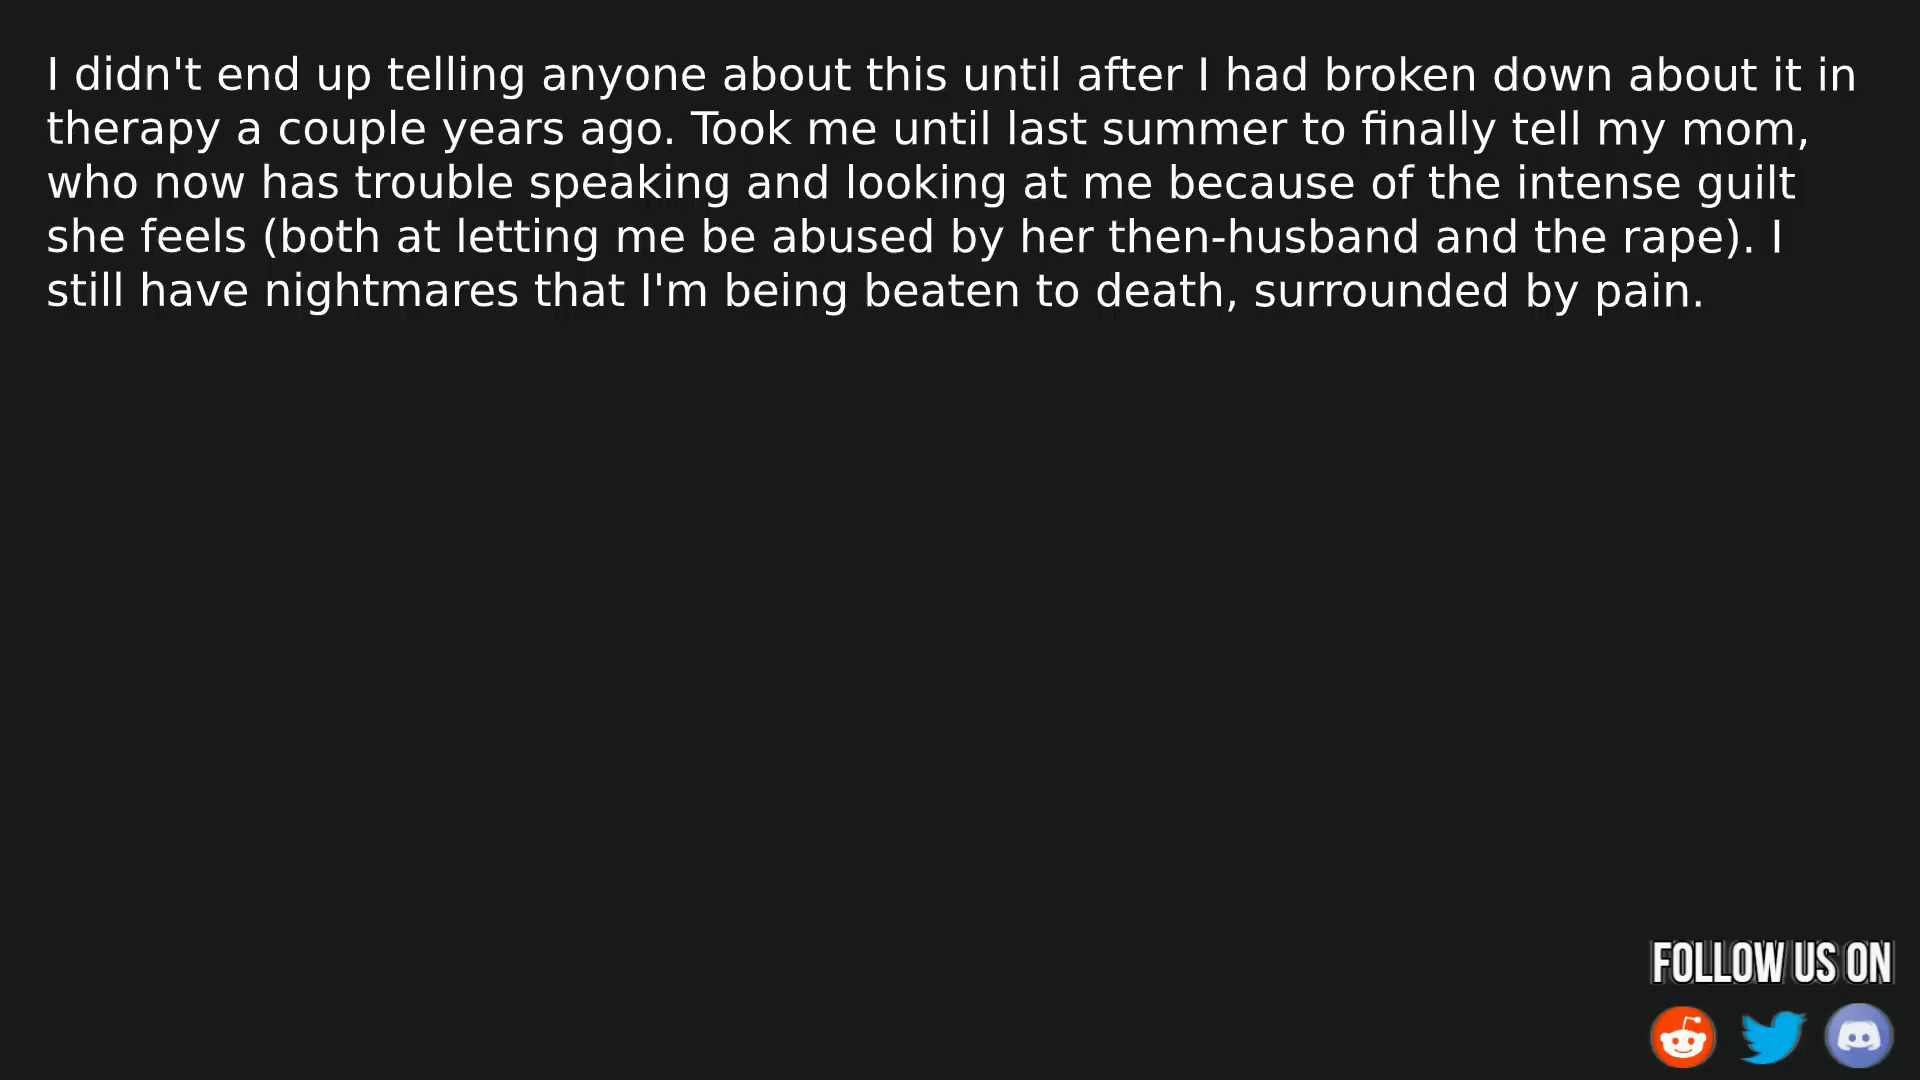 I didn't end up telling anyone about this until after I had broken down about it in
therapy a couple years ago. Took me until last summer to finally tell my mom,
who now has trouble speaking and looking at me because of the intense guilt
she feels (both at letting me be abused by her then-husband and the rape). I
still have nightmares that I'm being beaten to death, surrounded by pain.
FOLLOW US ON